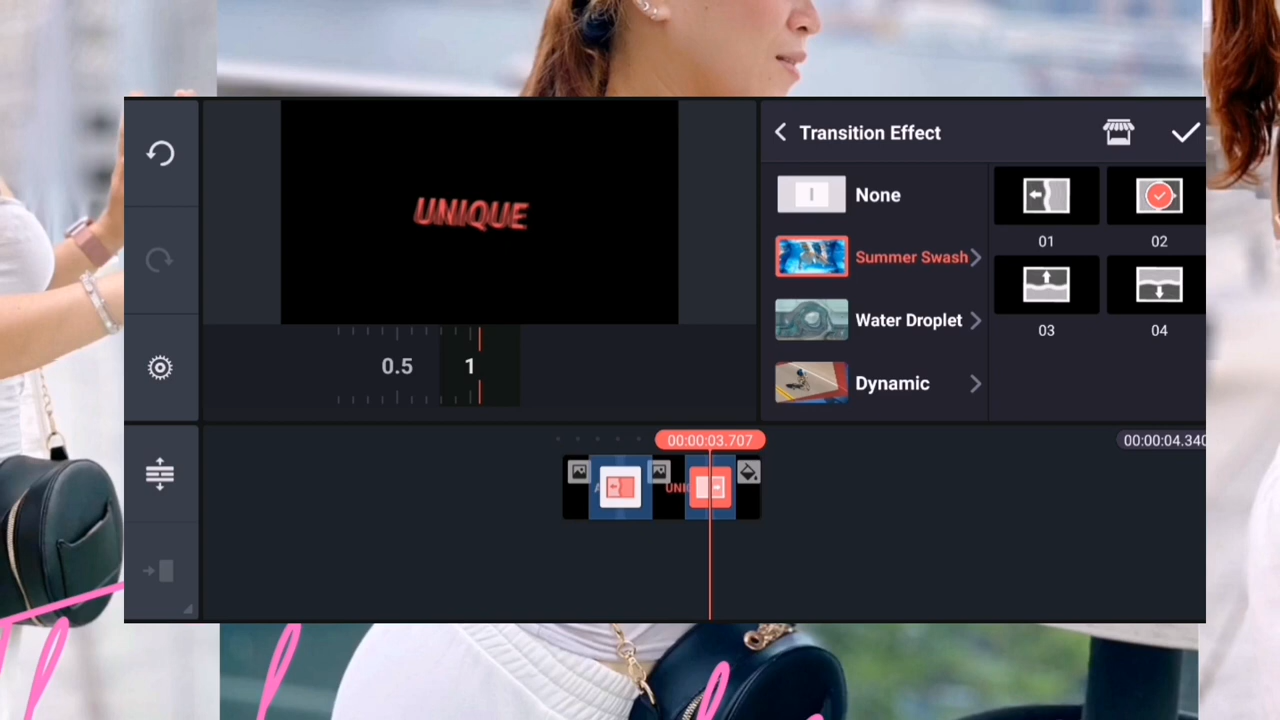 Transition Effect
None
UNIQUE
Summer Swash
01
02
Water Droplet
03
04
0.5
1
Dynamic
00:00:03.707
00:00:04.340
A
UNI